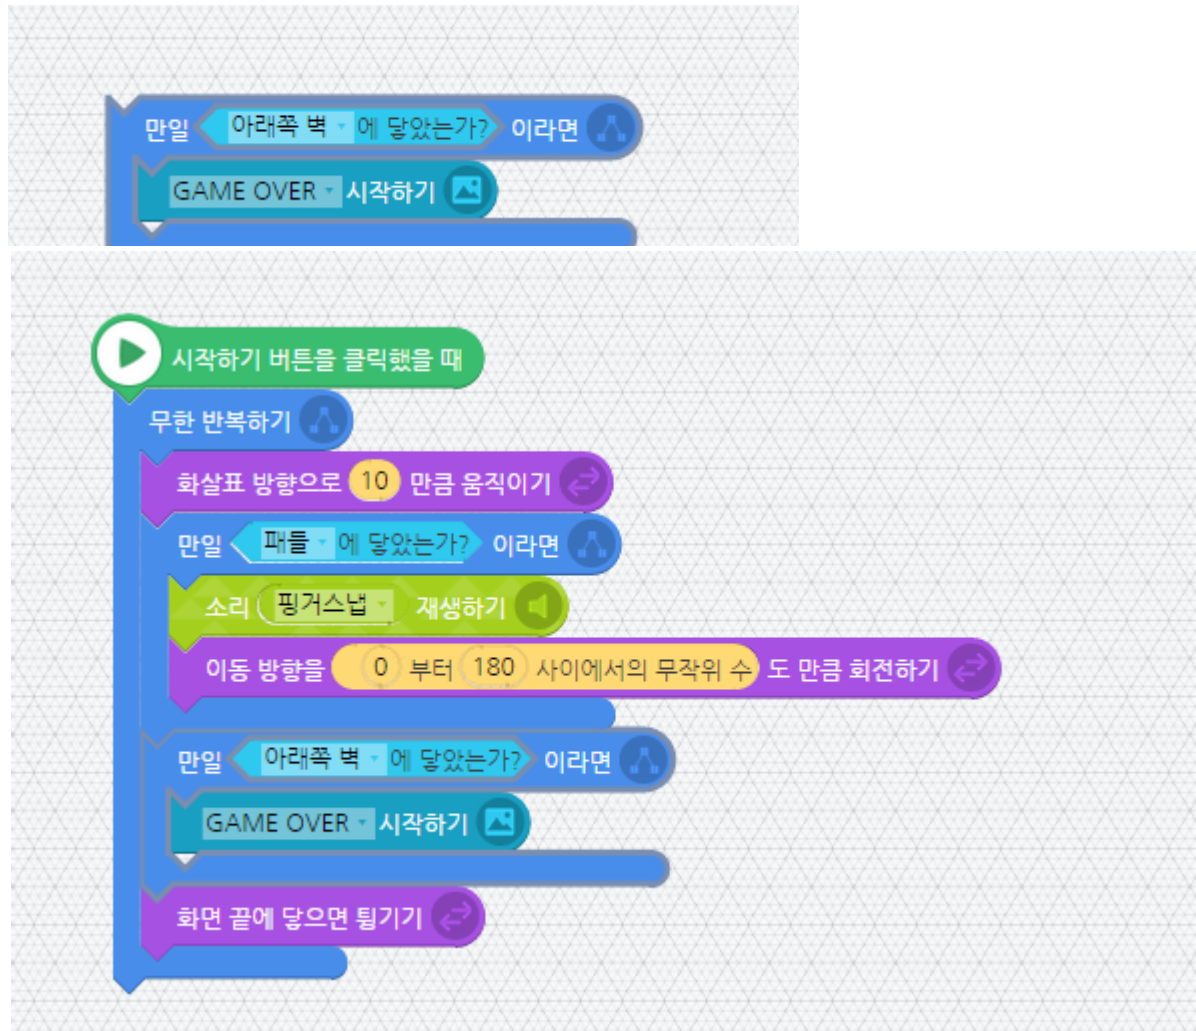 만일 아래쪽 벽 에 닿았는가? 이라면
GAME OVER 시작하기
시작하기 버튼을 클릭했을 때
무한 반복하기
화살표 방향으로 10 만큼 움직이기
만일 패들 에 닿았는가? 이라면
소리 핑거스냅 재생하기
이동 방향을 0 부터 180 사이에서의 무작위 수 도 만큼 회전하기
만일 아래쪽 벽 에 닿았는가? 이라면
GAME OVER 시작하기
화면 끝에 닿으면 튕기기